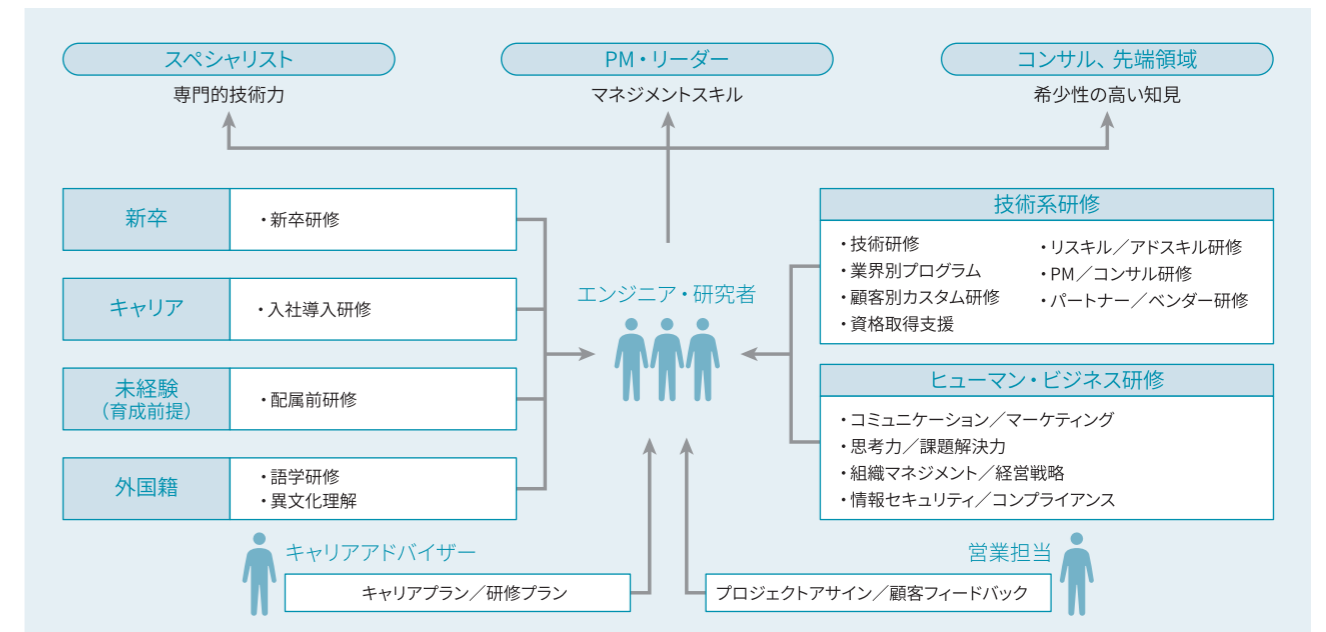 スペシャリスト
専門的技術力
PM・リーダー
マネジメントスキル
コンサル、先端領域
希少性の高い知見
新卒
・新卒研修
キャリア
・入社導入研修
未経験
（育成前提）
・配属前研修
外国籍
・語学研修
・異文化理解
エンジニア・研究者
技術系研修
・技術研修
・業界別プログラム
・顧客別カスタム研修
・資格取得支援
・リスキル／アドスキル研修
・PM／コンサル研修
・パートナー／ベンダー研修
ヒューマン・ビジネス研修
・コミュニケーション／マーケティング
・思考力／課題解決力
・組織マネジメント／経営戦略
・情報セキュリティ／コンプライアンス
キャリアアドバイザー
キャリアプラン／研修プラン
営業担当
プロジェクトアサイン／顧客フィードバック